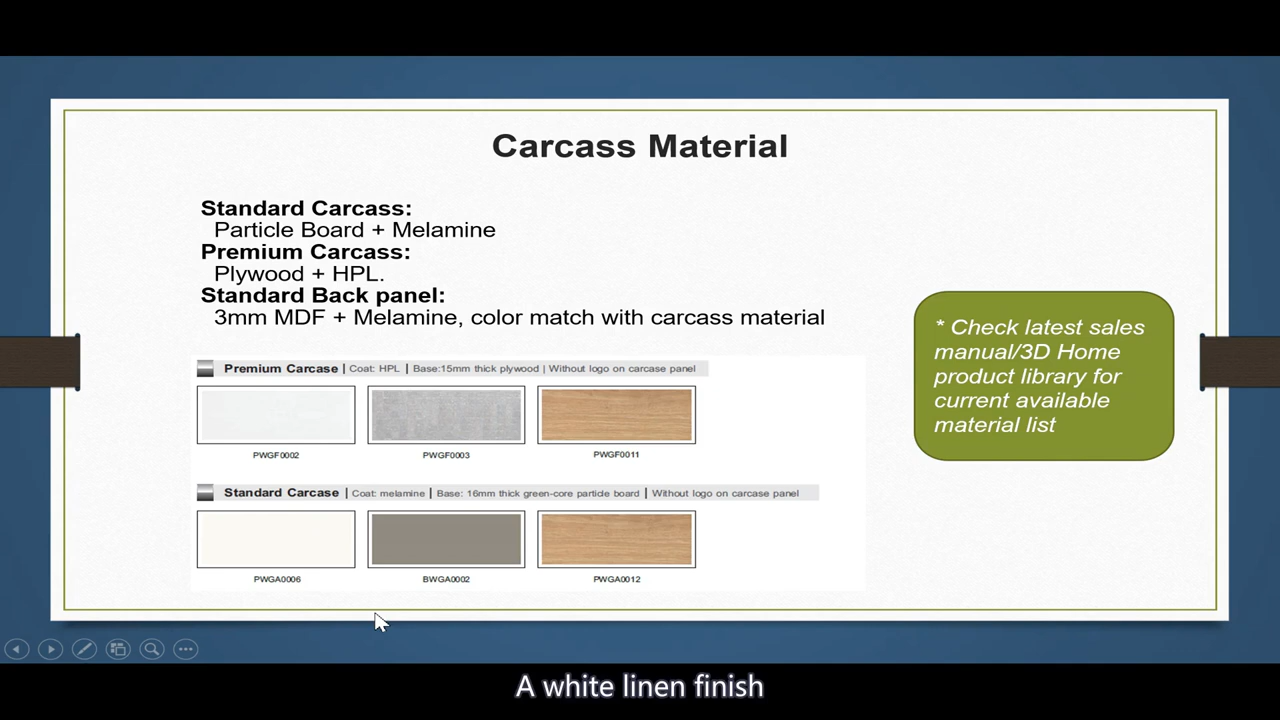 Carcass Material
Standard Carcass:
Particle Board + Melamine
Premium Carcass:
Plywood + HPL.
Standard Back panel:
3mm MDF + Melamine, color match with carcass material
* Check latest sales
manual/3D Home
product library for
current available
material list
Premium Carcase | Coat: HPL | Base:15mm thick plywood | Without logo on carcase panel
PWGF0002 PWGF0003 PWGF0011
Standard Carcase | Coat: melamine | Base: 16mm thick green-core particle board | Without logo on carcase panel
PWGA0006 BWGA0002 PWGA0012
A white linen finish